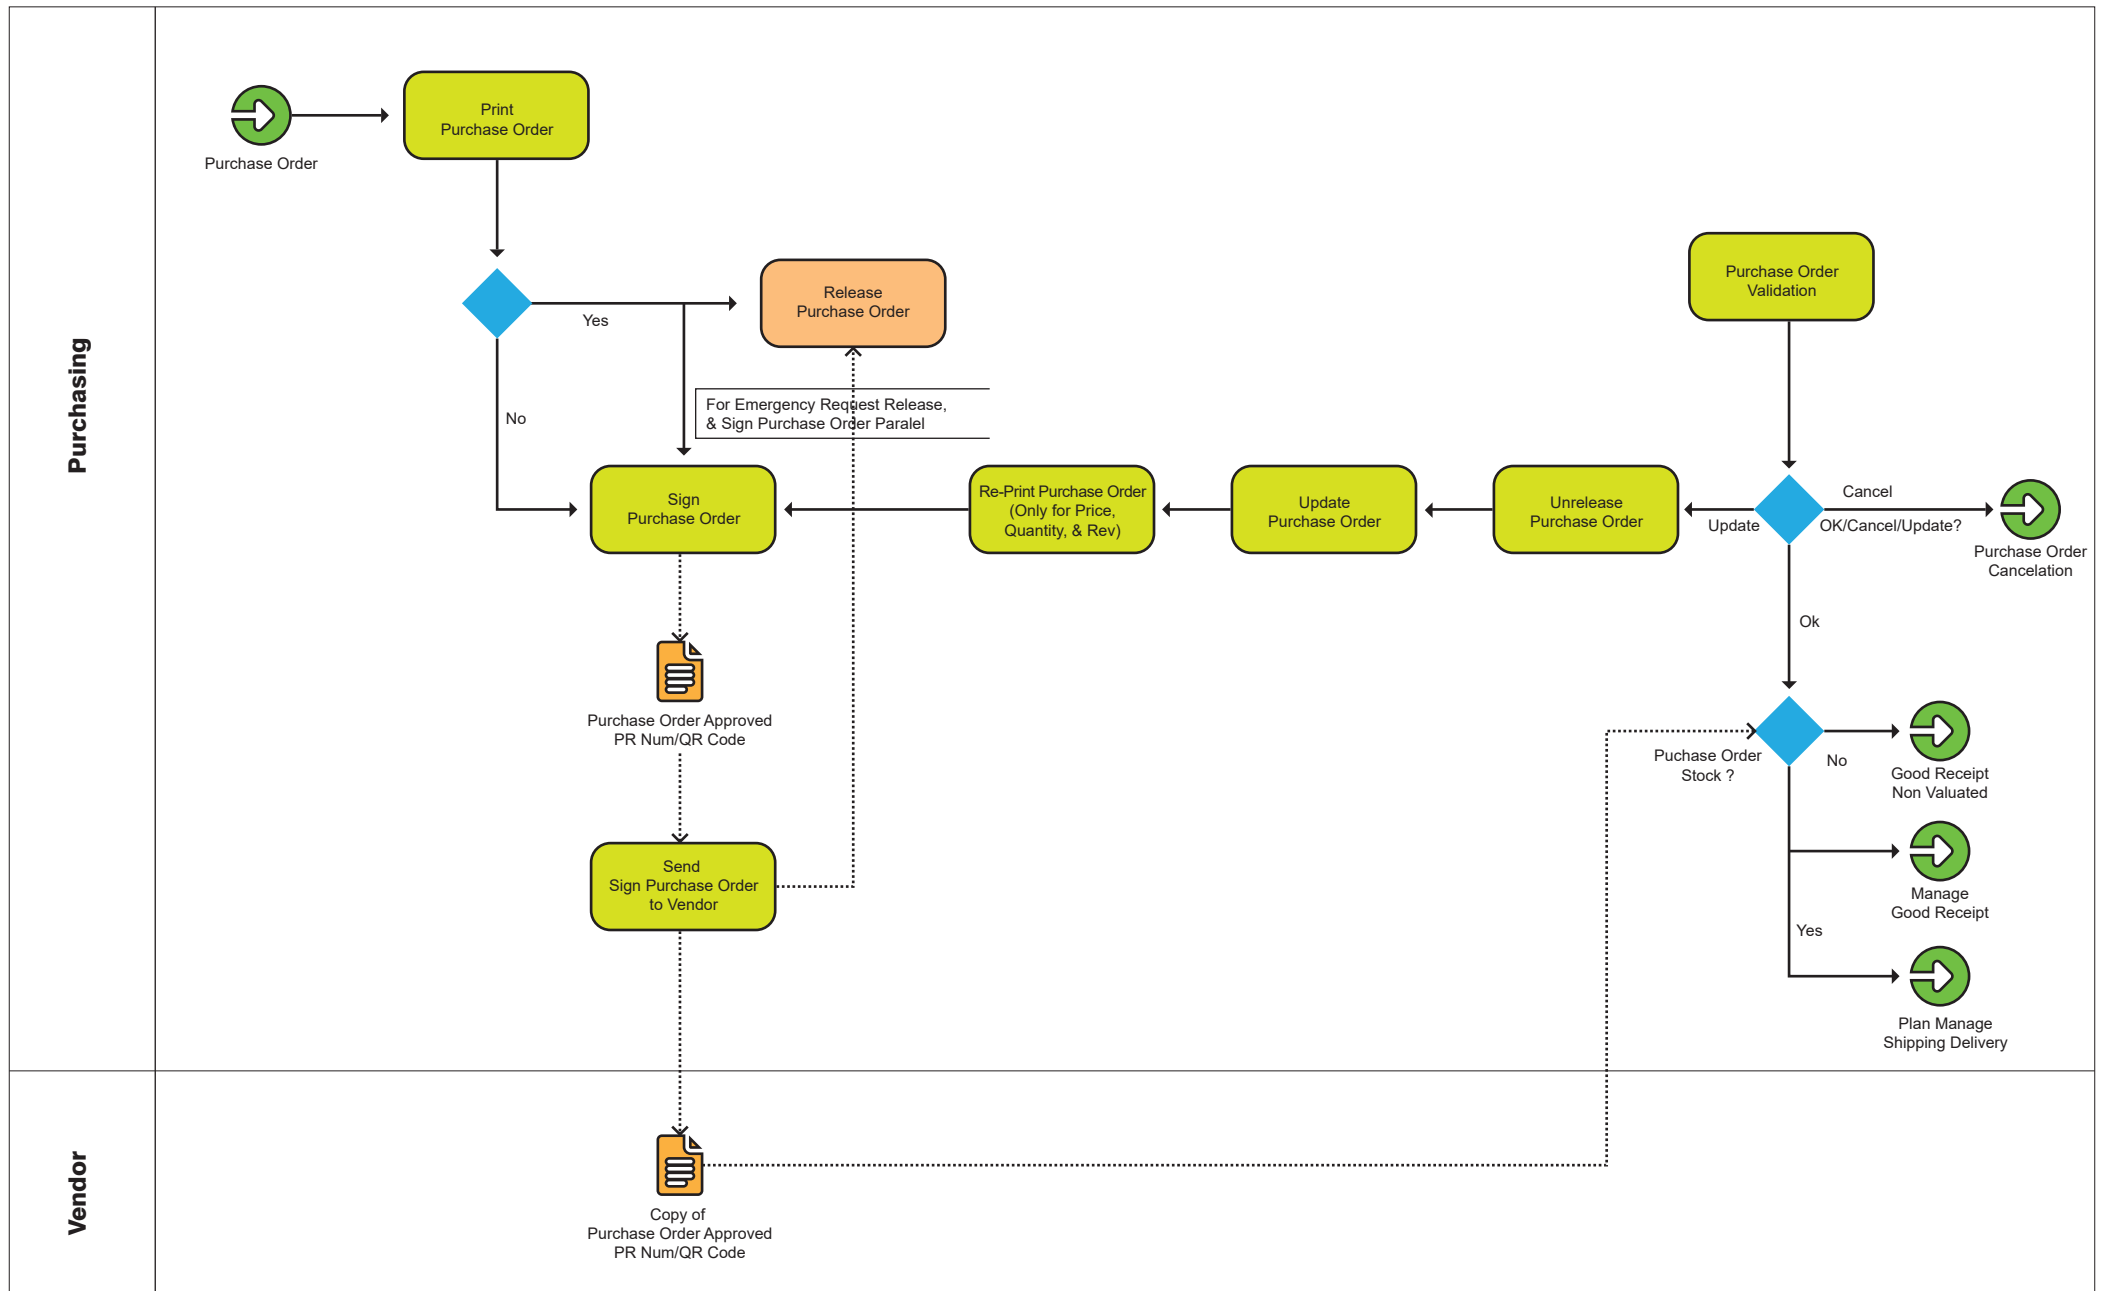 Purchasing
Purchase Order
Print
Purchase Order
Yes
No
Release
Purchase Order
For Emergency Request Release,
& Sign Purchase Order Paralel
Sign
Purchase Order
Re-Print Purchase Order
(Only for Price,
Quantity, & Rev)
Update
Purchase Order
Unrelease
Purchase Order
Purchase Order
Validation
Update
Cancel
OK/Cancel/Update?
Purchase Order
Cancelation
Ok
Purchase Order Approved
PR Num/QR Code
Send
Sign Purchase Order
to Vendor
Puchase Order
Stock ?
No
Good Receipt
Non Valuated
Manage
Good Receipt
Yes
Plan Manage
Shipping Delivery
Vendor
Copy of
Purchase Order Approved
PR Num/QR Code